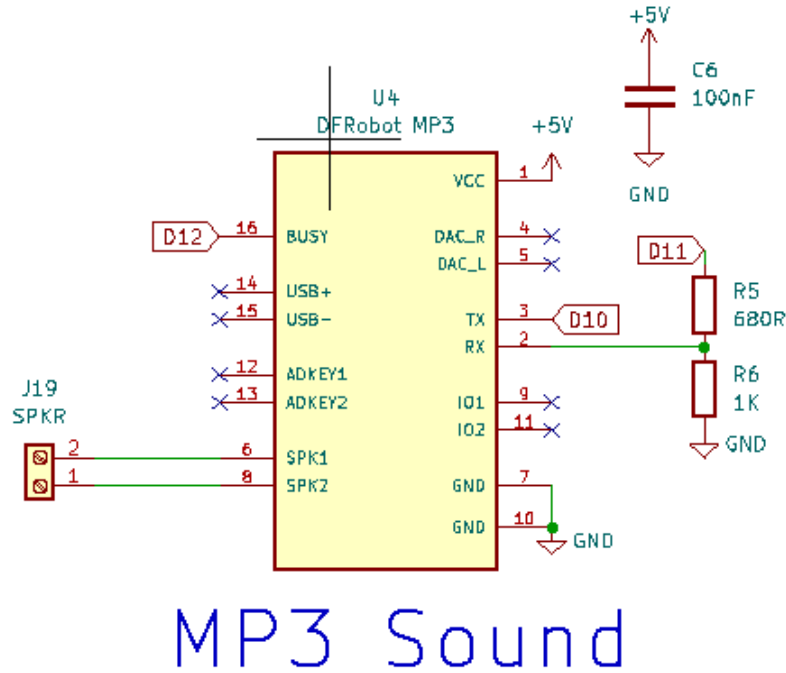 +5V
C6
100nF
GND
U4
DFRobot MP3
+5V
VCC 1
D12 16 BUSY
DAC_R 4
DAC_L 5
D11
14 USB+
15 USB-
TX 3 D10
RX 2
R5
680R
12 ADKEY1
13 ADKEY2
R6
1K
GND
IO1 9
IO2 11
J19
SPKR
2 6 SPK1
1 8 SPK2
GND 7
GND 10
GND
MP3 Sound